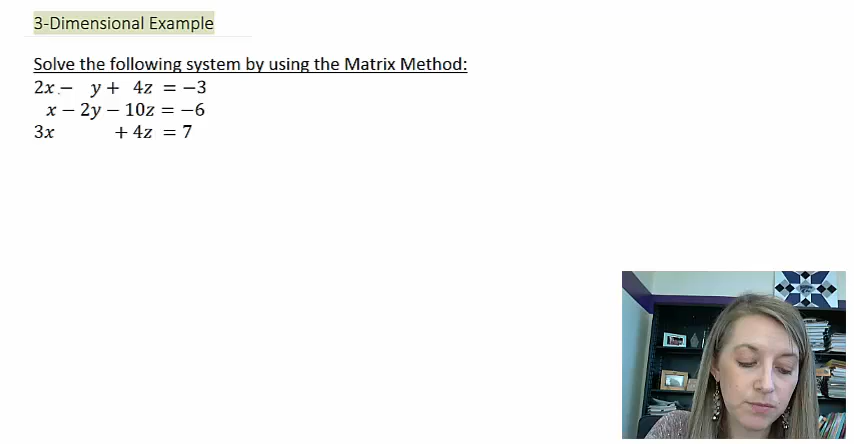 3-Dimensional Example
Solve the following system by using the Matrix Method:
2x − y + 4z = −3
x − 2y − 10z = −6
3x + 4z = 7